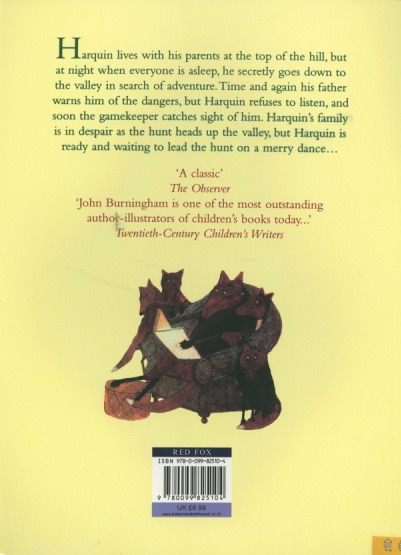 Harquin lives with his parents at the top of the hill, but
at night when everyone is asleep, he secretly goes down to
the valley in search of adventure. Time and again his father
warns him of the dangers, but Harquin refuses to listen, and
soon the gamekeeper catches sight of him. Harquin's family
is in despair as the hunt heads up the valley, but Harquin is
ready and waiting to lead the hunt on a merry dance…
'A classic'
The Observer
'John Burningham is one of the most outstanding
author-illustrators of children's books today...'
Twentieth-Century Children's Writers
RED FOX
ISBN 978-0-099-82510-4
9 780099 825104
UK £6.99